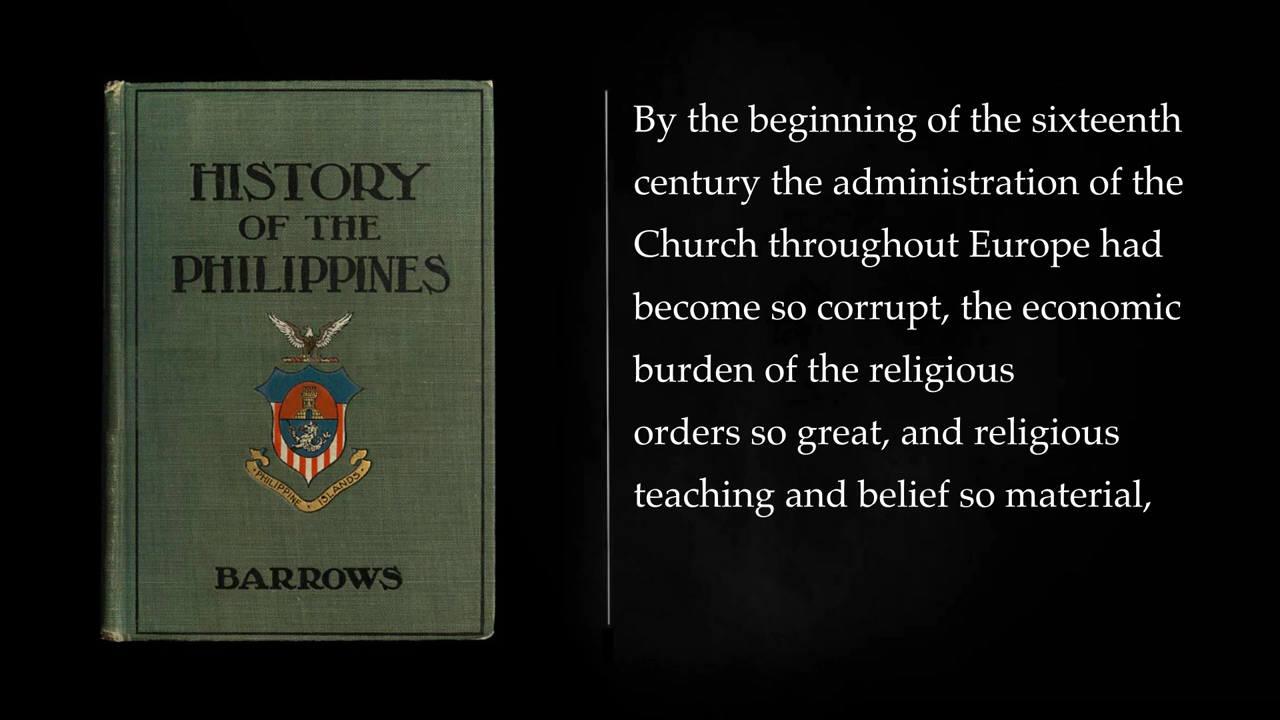 HISTORY
OF THE
PHILIPPINES
PHILIPPINE ISLANDS
BARROWS
By the beginning of the sixteenth
century the administration of the
Church throughout Europe had
become so corrupt, the economic
burden of the religious
orders so great, and religious
teaching and belief so material,